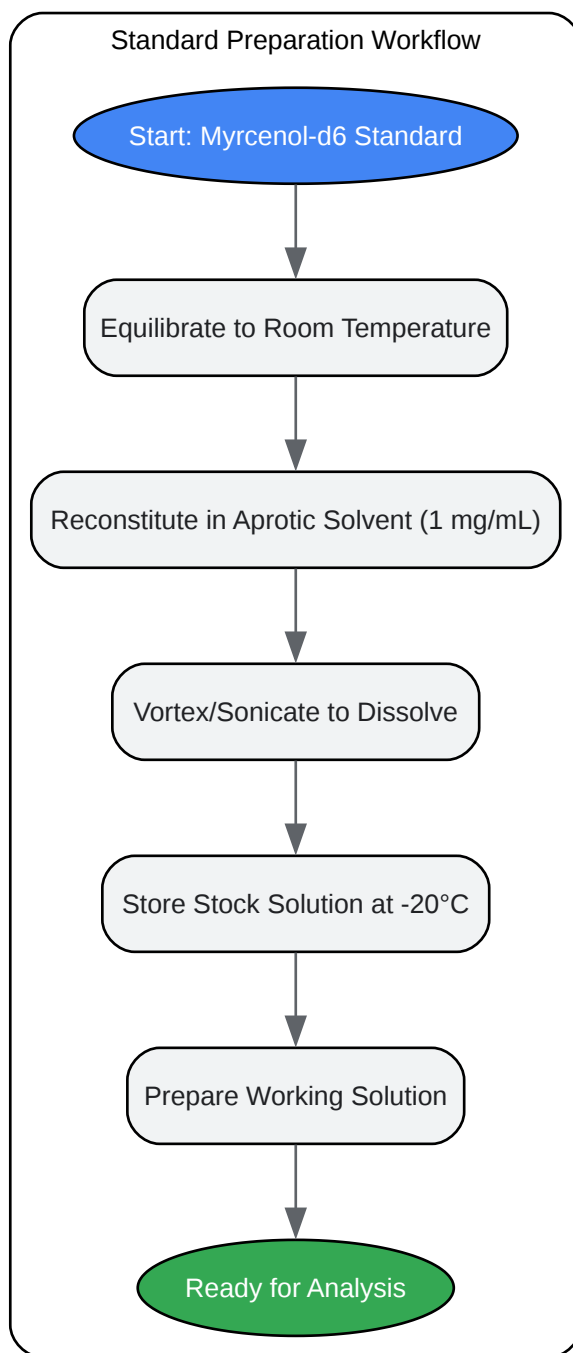 Standard Preparation Workflow
Start: Myrcenol-d6 Standard
Equilibrate to Room Temperature
Reconstitute in Aprotic Solvent (1 mg/mL)
Vortex/Sonicate to Dissolve
Store Stock Solution at -20°C
Prepare Working Solution
Ready for Analysis